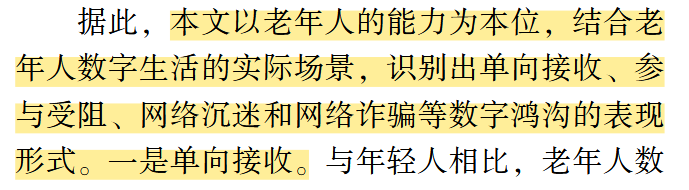 据此，本文以老年人的能力为本位，结合老
年人数字生活的实际场景，识别出单向接收、参
与受阻、网络沉迷和网络诈骗等数字鸿沟的表现
形式。一是单向接收。与年轻人相比，老年人数